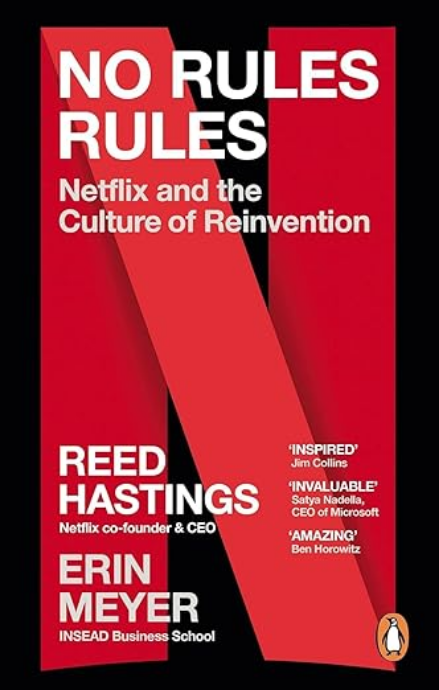 NO RULES
RULES
Netflix and the
Culture of Reinvention
REED
HASTINGS
Netflix co-founder & CEO
ERIN
MEYER
INSEAD Business School
‘INSPIRED’
Jim Collins
‘INVALUABLE’
Satya Nadella,
CEO of Microsoft
‘AMAZING’
Ben Horowitz